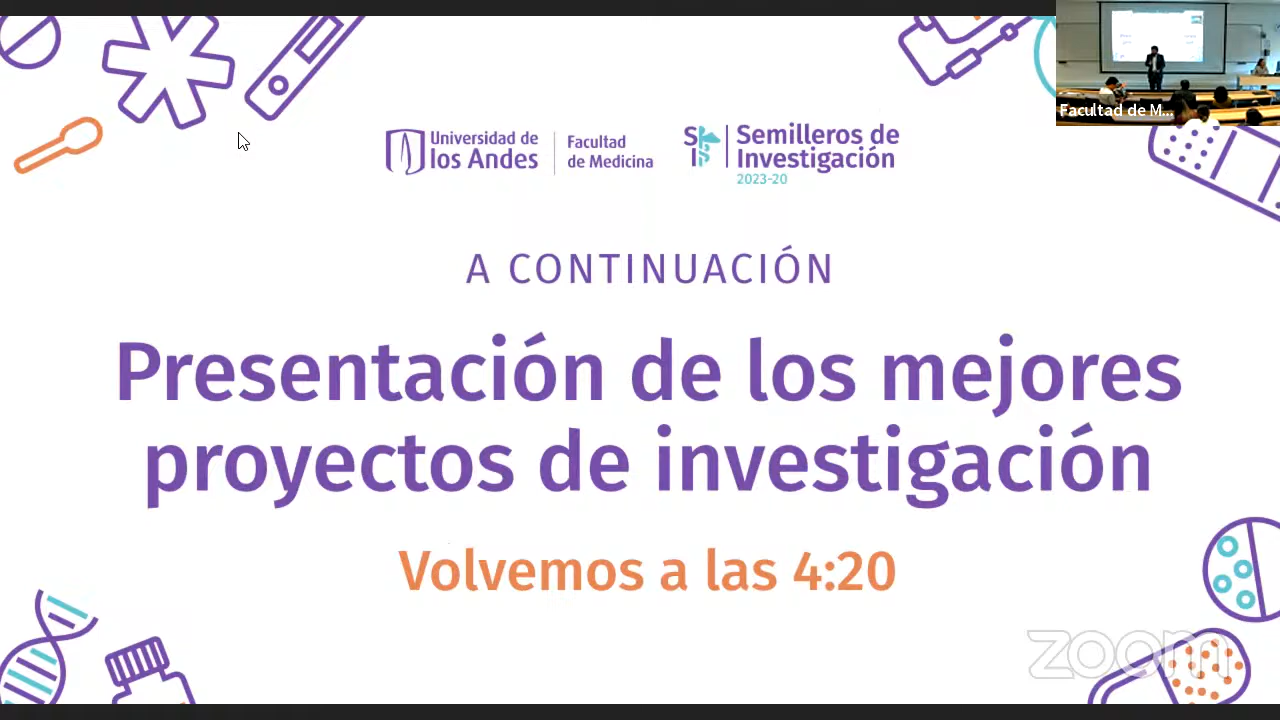 Facultad de M...
Universidad de
los Andes
Facultad
de Medicina
SIPS
Semilleros de
Investigación
2023-20
A CONTINUACIÓN
Presentación de los mejores
proyectos de investigación
Volvemos a las 4:20
zoom